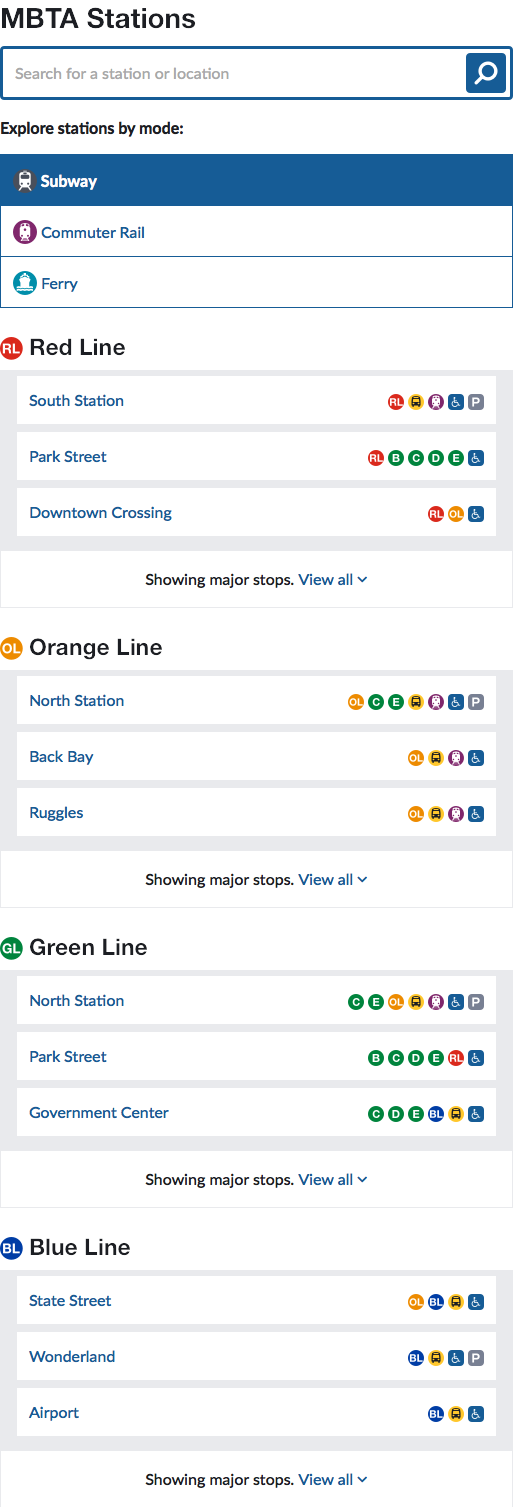 MBTA Stations
Search for a station or location
Explore stations by mode:
Subway
Commuter Rail
Ferry
RL Red Line
South Station RL P
Park Street RL B C D E
Downtown Crossing RL OL
Showing major stops. View all
OL Orange Line
North Station OL C E P
Back Bay OL
Ruggles OL
Showing major stops. View all
GL Green Line
North Station C E OL P
Park Street B C D E RL
Government Center C D E BL
Showing major stops. View all
BL Blue Line
State Street OL BL
Wonderland BL P
Airport BL
Showing major stops. View all